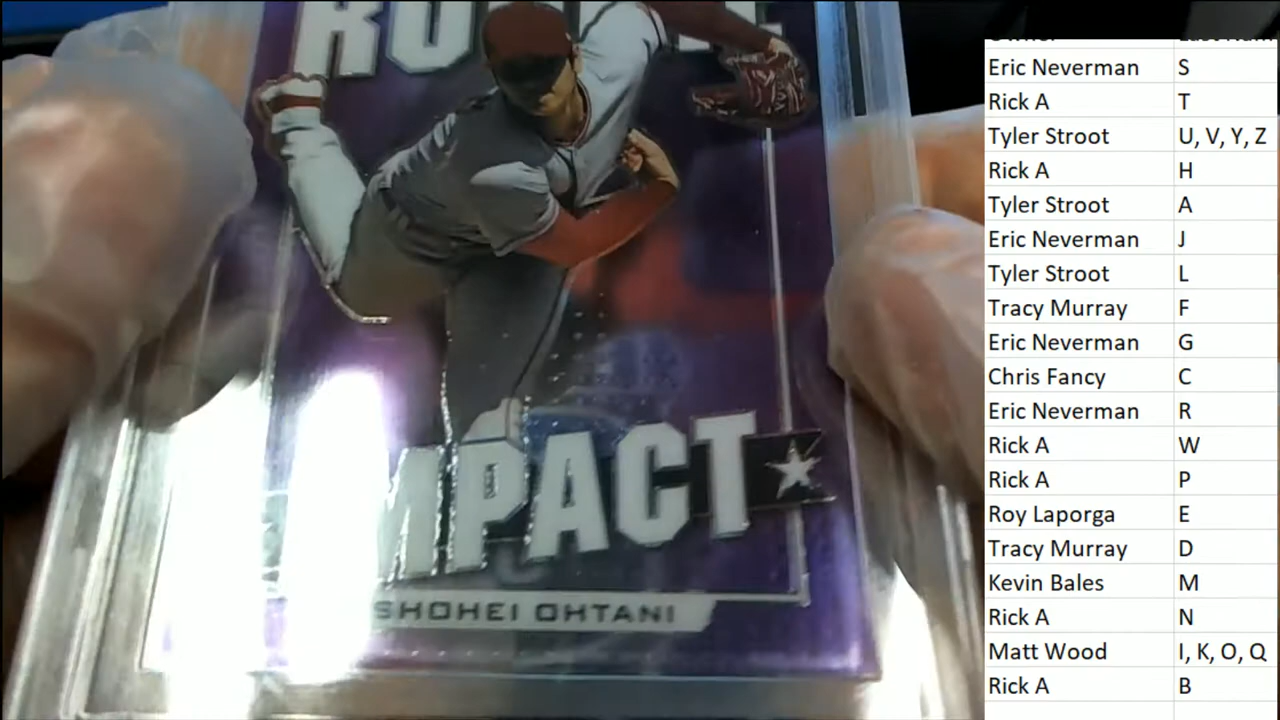 IMPACT
SHOHEI OHTANI
Eric Neverman S
Rick A T
Tyler Stroot U, V, Y, Z
Rick A H
Tyler Stroot A
Eric Neverman J
Tyler Stroot L
Tracy Murray F
Eric Neverman G
Chris Fancy C
Eric Neverman R
Rick A W
Rick A P
Roy Laporga E
Tracy Murray D
Kevin Bales M
Rick A N
Matt Wood I, K, O, Q
Rick A B